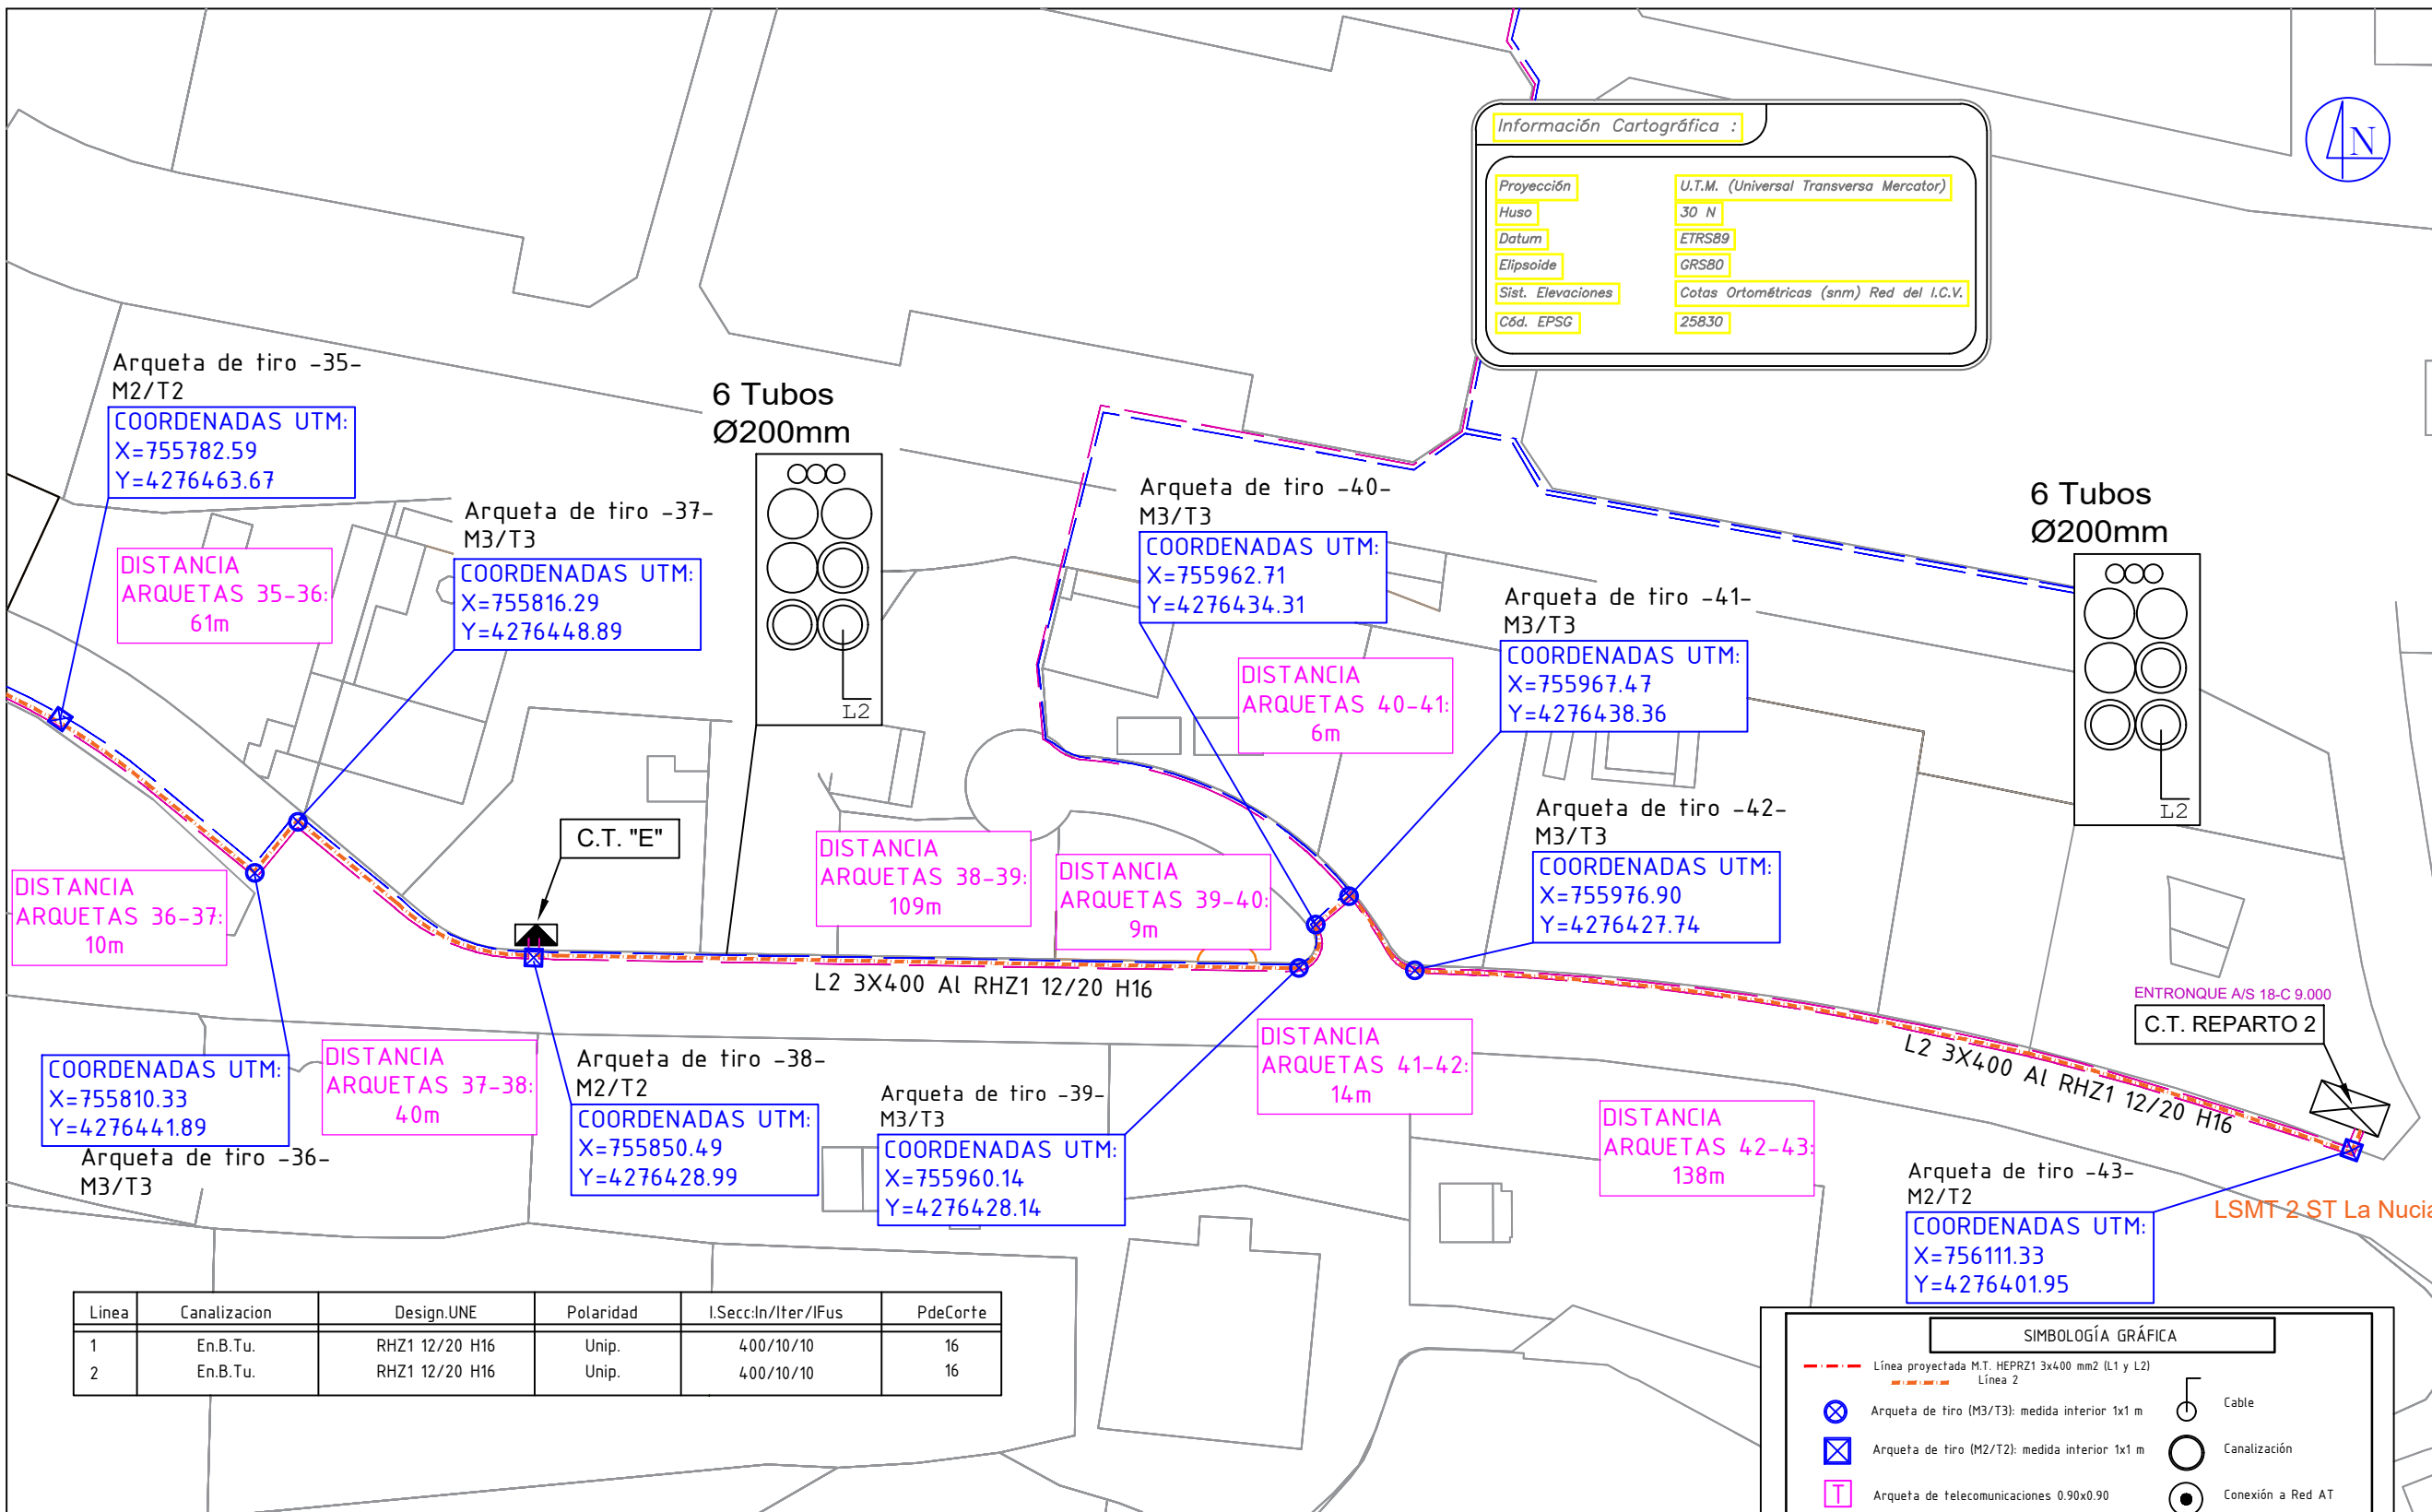 Información Cartográfica :
Proyección U.T.M. (Universal Transversa Mercator)
Huso 30 N
Datum ETRS89
Elipsoide GRS80
Sist. Elevaciones Cotas Ortométricas (snm) Red del I.C.V.
Cód. EPSG 25830
N
Arqueta de tiro -35-
M2/T2
COORDENADAS UTM:
X=755782.59
Y=4276463.67
6 Tubos
Ø200mm
L2
Arqueta de tiro -37-
M3/T3
COORDENADAS UTM:
X=755816.29
Y=4276448.89
DISTANCIA
ARQUETAS 35-36:
61m
Arqueta de tiro -40-
M3/T3
COORDENADAS UTM:
X=755962.71
Y=4276434.31
6 Tubos
Ø200mm
L2
Arqueta de tiro -41-
M3/T3
COORDENADAS UTM:
X=755967.47
Y=4276438.36
DISTANCIA
ARQUETAS 40-41:
6m
Arqueta de tiro -42-
M3/T3
COORDENADAS UTM:
X=755976.90
Y=4276427.74
C.T. "E"
DISTANCIA
ARQUETAS 38-39:
109m
DISTANCIA
ARQUETAS 39-40:
9m
DISTANCIA
ARQUETAS 36-37:
10m
L2 3X400 Al RHZ1 12/20 H16
L2 3X400 Al RHZ1 12/20 H16
ENTRONQUE A/S 18-C 9.000
C.T. REPARTO 2
COORDENADAS UTM:
X=755810.33
Y=4276441.89
Arqueta de tiro -36-
M3/T3
DISTANCIA
ARQUETAS 37-38:
40m
Arqueta de tiro -38-
M2/T2
COORDENADAS UTM:
X=755850.49
Y=4276428.99
Arqueta de tiro -39-
M3/T3
COORDENADAS UTM:
X=755960.14
Y=4276428.14
DISTANCIA
ARQUETAS 41-42:
14m
DISTANCIA
ARQUETAS 42-43:
138m
Arqueta de tiro -43-
M2/T2
COORDENADAS UTM:
X=756111.33
Y=4276401.95
LSMT 2 ST La Nucia
Linea Canalizacion Design.UNE Polaridad I.Secc:In/Iter/IFus PdeCorte
1 En.B.Tu. RHZ1 12/20 H16 Unip. 400/10/10 16
2 En.B.Tu. RHZ1 12/20 H16 Unip. 400/10/10 16
SIMBOLOGÍA GRÁFICA
Línea proyectada M.T. HEPRZ1 3x400 mm2 (L1 y L2)
Línea 2
Arqueta de tiro (M3/T3): medida interior 1x1 m
Cable
Arqueta de tiro (M2/T2): medida interior 1x1 m
Canalización
T Arqueta de telecomunicaciones 0.90x0.90
Conexión a Red AT